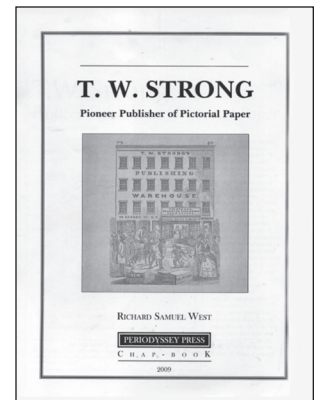 T. W. STRONG
Pioneer Publisher of Pictorial Paper
T. W. STRONG'S
PUBLISHING
WAREHOUSE
RICHARD SAMUEL WEST
PERIODYSSEY PRESS
CHAP.-BOOK
2009